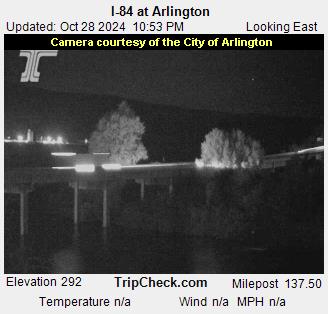 I-84 at Arlington
Updated: Oct 28 2024 10:53 PM Looking East
Camera courtesy of the City of Arlington
Elevation 292 TripCheck.com Milepost 137.50
Temperature n/a Wind n/a MPH n/a